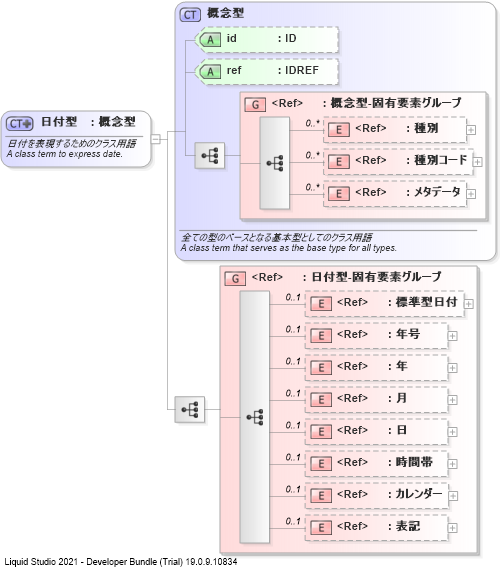 CT 概念型
A id : ID
A ref : IDREF
G <Ref> : 概念型-固有要素グループ
0..* E <Ref> : 種別
0..* E <Ref> : 種別コード
0..* E <Ref> : メタデータ
CT 日付型 : 概念型
日付を表現するためのクラス用語
A class term to express date.
全ての型のベースとなる基本型としてのクラス用語
A class term that serves as the base type for all types.
G <Ref> : 日付型-固有要素グループ
0..1 E <Ref> : 標準型日付
0..1 E <Ref> : 年号
0..1 E <Ref> : 年
0..1 E <Ref> : 月
0..1 E <Ref> : 日
0..1 E <Ref> : 時間帯
0..1 E <Ref> : カレンダー
0..1 E <Ref> : 表記
Liquid Studio 2021 - Developer Bundle (Trial) 19.0.9.10834